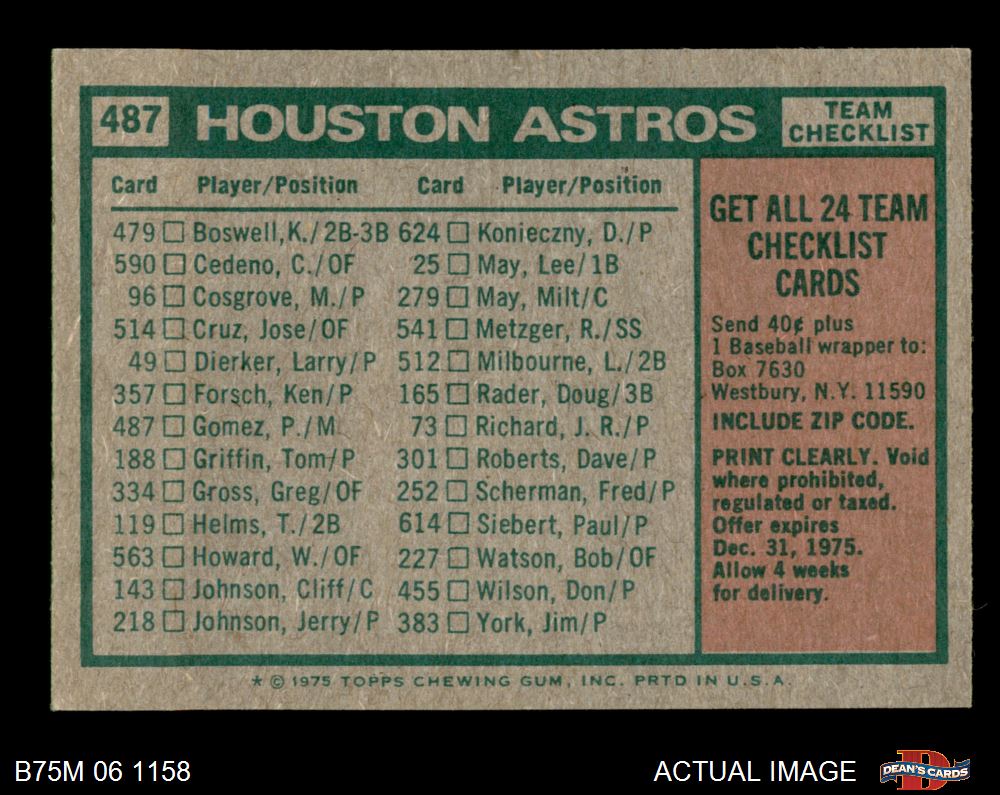 487 HOUSTON ASTROS TEAM CHECKLIST
Card Player/Position Card Player/Position
479 Boswell,K./2B-3B 624 Konieczny, D./P
590 Cedeno, C./OF 25 May, Lee/1B
96 Cosgrove, M./P 279 May, Milt/C
514 Cruz, Jose/OF 541 Metzger, R./SS
49 Dierker, Larry/P 512 Milbourne, L./2B
357 Forsch, Ken/P 165 Rader, Doug/3B
487 Gomez, P./M 73 Richard, J. R./P
188 Griffin, Tom/P 301 Roberts, Dave/P
334 Gross, Greg/OF 252 Scherman, Fred/P
119 Helms, T./2B 614 Siebert, Paul/P
563 Howard, W./OF 227 Watson, Bob/OF
143 Johnson, Cliff/C 455 Wilson, Don/P
218 Johnson, Jerry/P 383 York, Jim/P
GET ALL 24 TEAM
CHECKLIST
CARDS
Send 40¢ plus
1 Baseball wrapper to:
Box 7630
Westbury, N.Y. 11590
INCLUDE ZIP CODE.
PRINT CLEARLY. Void
where prohibited,
regulated or taxed.
Offer expires
Dec. 31, 1975.
Allow 4 weeks
for delivery.
* © 1975 TOPPS CHEWING GUM, INC. PRTD IN U.S.A.
B75M 06 1158 ACTUAL IMAGE DEAN'S CARDS